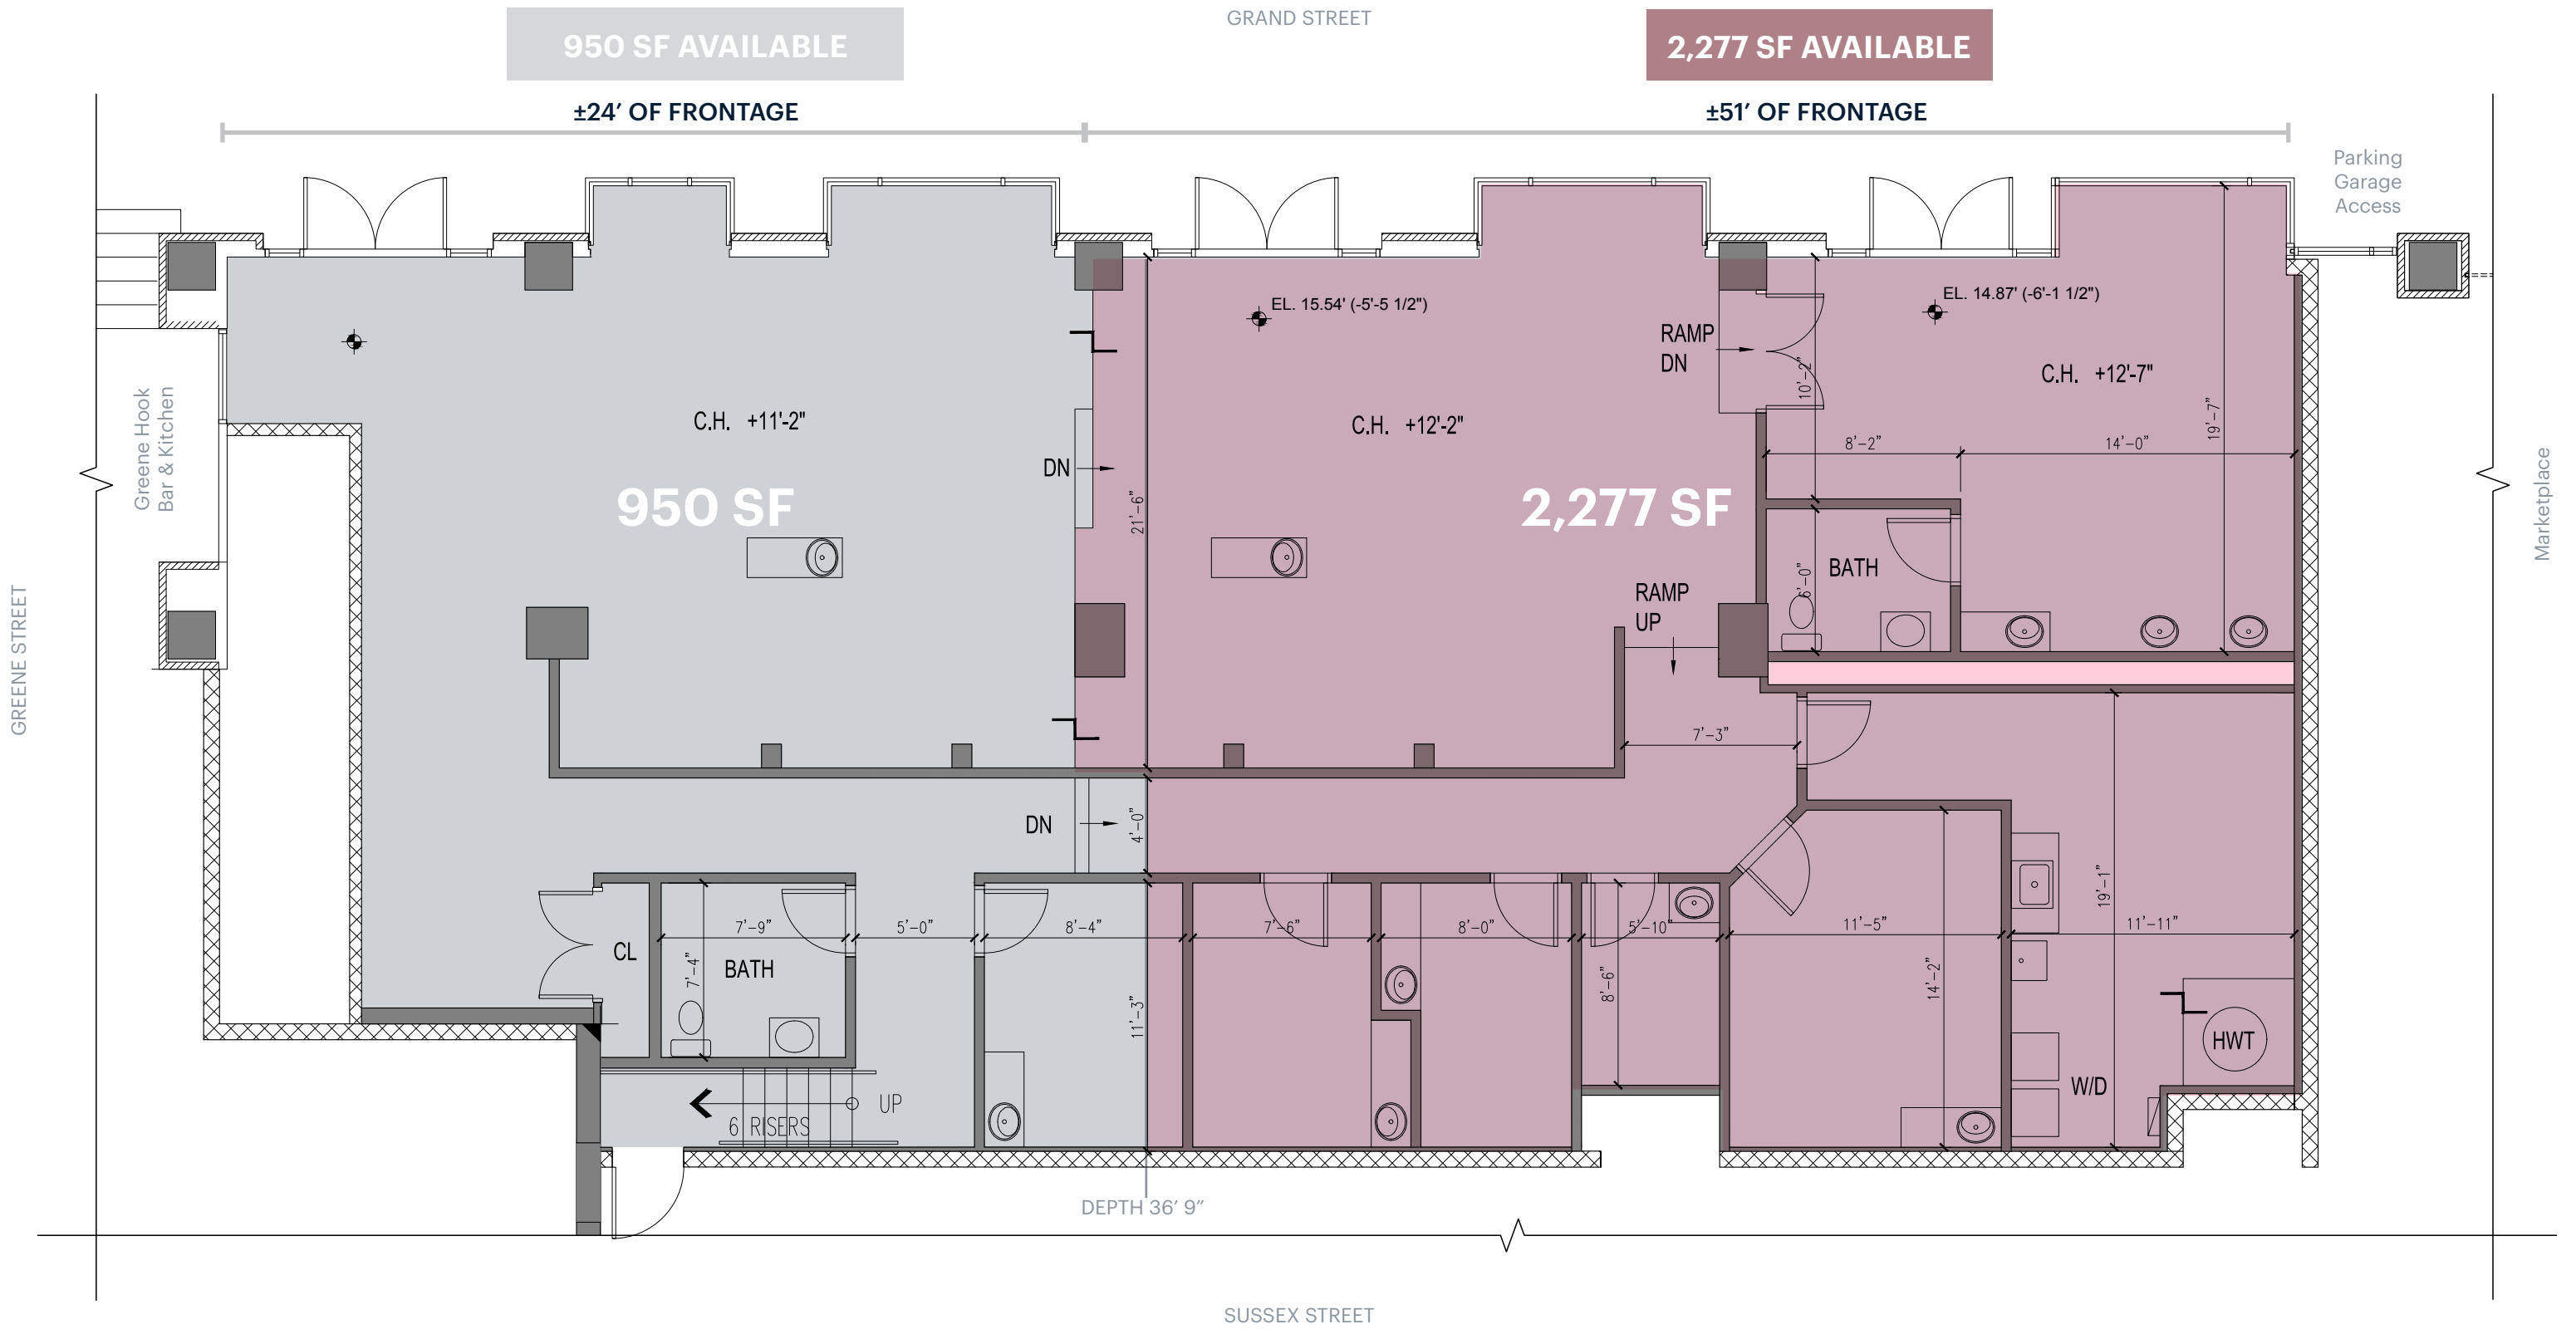 GRAND STREET
950 SF AVAILABLE
2,277 SF AVAILABLE
±24’ OF FRONTAGE
±51’ OF FRONTAGE
Parking
Garage
Access
EL. 15.54' (-5'-5 1/2")
EL. 14.87' (-6'-1 1/2")
RAMP
DN
10'-2"
C.H. +11'-2"
C.H. +12'-2"
C.H. +12'-7"
Greene Hook
Bar & Kitchen
19'-7"
8'-2"
14'-0"
DN
950 SF
2,277 SF
21'-6"
Marketplace
BATH
6'-0"
RAMP
UP
GREENE STREET
7'-3"
DN
4'-0"
CL
7'-9"
5'-0"
8'-4"
7'-6"
8'-0"
5'-10"
11'-5"
11'-11"
19'-1"
7'-4"
BATH
11'-3"
8'-6"
14'-2"
HWT
W/D
UP
6 RISERS
DEPTH 36’ 9”
SUSSEX STREET